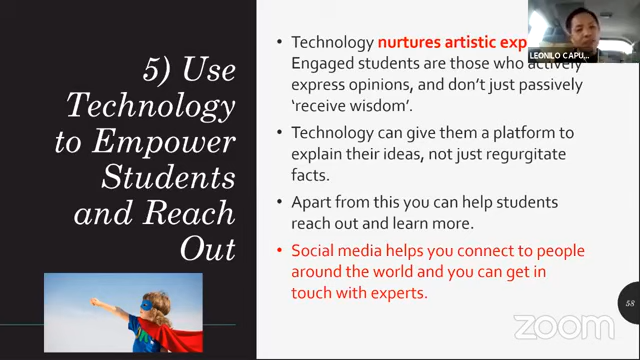 5) Use
Technology
to Empower
Students
and Reach
Out
• Technology nurtures artistic
Engaged students are those who actively
express opinions, and don't just passively
'receive wisdom'.
• Technology can give them a platform to
explain their ideas, not just regurgitate
facts.
• Apart from this you can help students
reach out and learn more.
• Social media helps you connect to people
around the world and you can get in
touch with experts.
LEONILO CAPU...
58
zoom